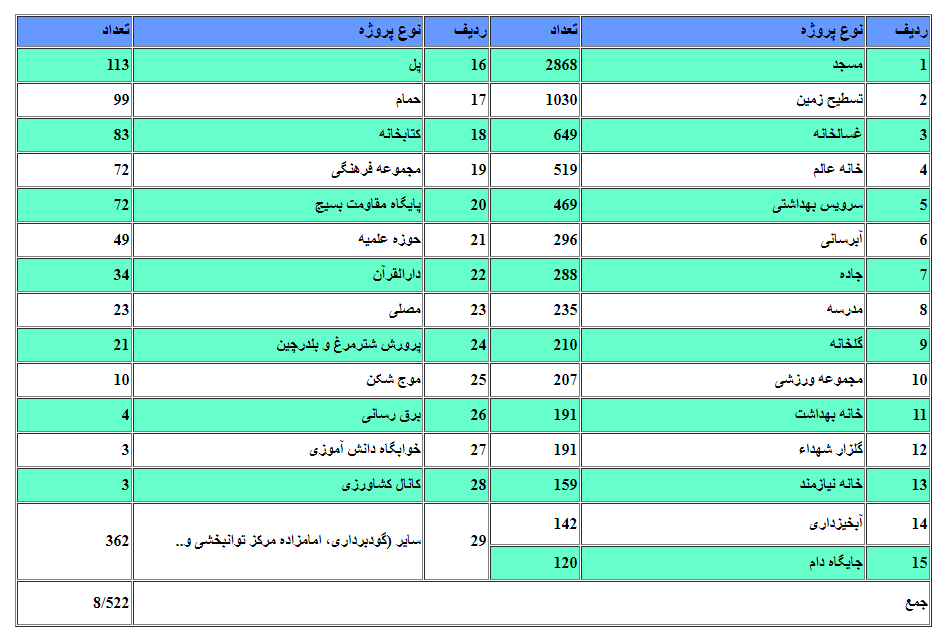 ردیف نوع پروژه تعداد ردیف نوع پروژه تعداد
1 مسجد 2868 16 پل 113
2 تسطیح زمین 1030 17 حمام 99
3 غسالخانه 649 18 کتابخانه 83
4 خانه عالم 519 19 مجموعه فرهنگی 72
5 سرویس بهداشتی 469 20 پایگاه مقاومت بسیج 72
6 آبرسانی 296 21 حوزه علمیه 49
7 جاده 288 22 دارالقرآن 34
8 مدرسه 235 23 مصلی 23
9 گلخانه 210 24 پرورش شترمرغ و بلدرچین 21
10 مجموعه ورزشی 207 25 موج شکن 10
11 خانه بهداشت 191 26 برق رسانی 4
12 گلزار شهداء 191 27 خوابگاه دانش آموزی 3
13 خانه نیازمند 159 28 کانال کشاورزی 3
14 آبخیزداری 142 29 سایر (گودبرداری، امامزاده مرکز توانبخشی و.. 362
15 جایگاه دام 120
جمع 8/522